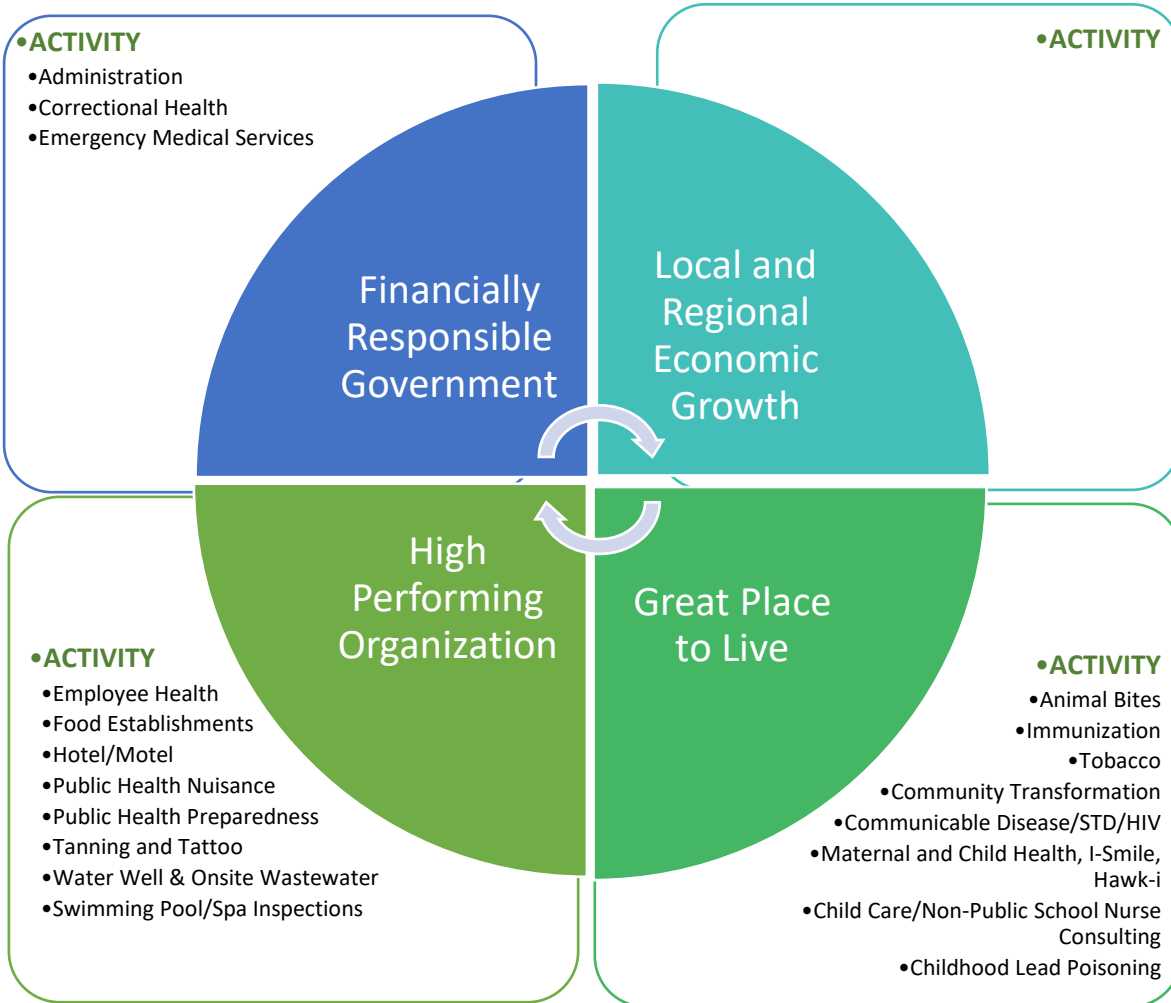 •ACTIVITY
•Administration
•Correctional Health
•Emergency Medical Services
•ACTIVITY
Financially
Responsible
Government
Local and
Regional
Economic
Growth
High
Performing
Organization
Great Place
to Live
•ACTIVITY
•Employee Health
•Food Establishments
•Hotel/Motel
•Public Health Nuisance
•Public Health Preparedness
•Tanning and Tattoo
•Water Well & Onsite Wastewater
•Swimming Pool/Spa Inspections
•ACTIVITY
•Animal Bites
•Immunization
•Tobacco
•Community Transformation
•Communicable Disease/STD/HIV
•Maternal and Child Health, I-Smile,
Hawk-i
•Child Care/Non-Public School Nurse
Consulting
•Childhood Lead Poisoning